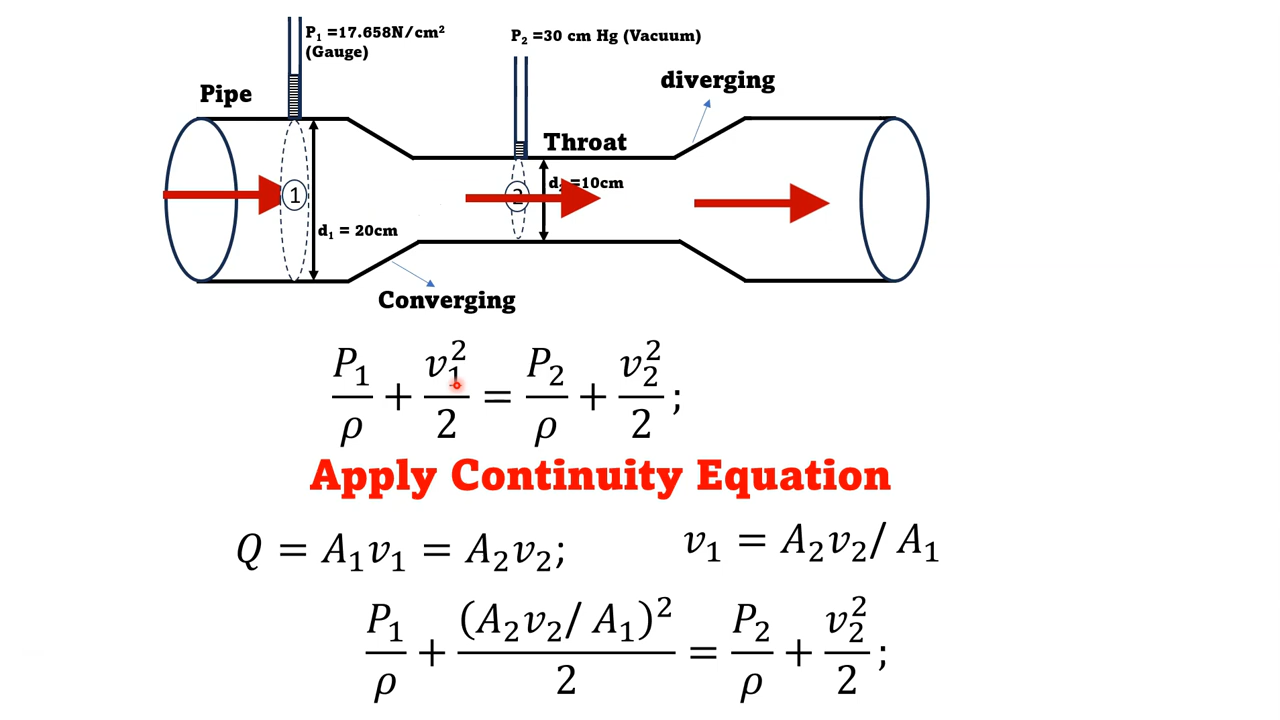 P₁ =17.658N/cm²
(Gauge)
P₂ =30 cm Hg (Vacuum)
diverging
Pipe
Throat
d₂ =10cm
1
2
d₁ = 20cm
Converging
P₁/ρ + v₁²/2 = P₂/ρ + v₂²/2 ;
Apply Continuity Equation
Q = A₁v₁ = A₂v₂;
v₁ = A₂v₂/ A₁
P₁/ρ + (A₂v₂/ A₁)²/2 = P₂/ρ + v₂²/2 ;